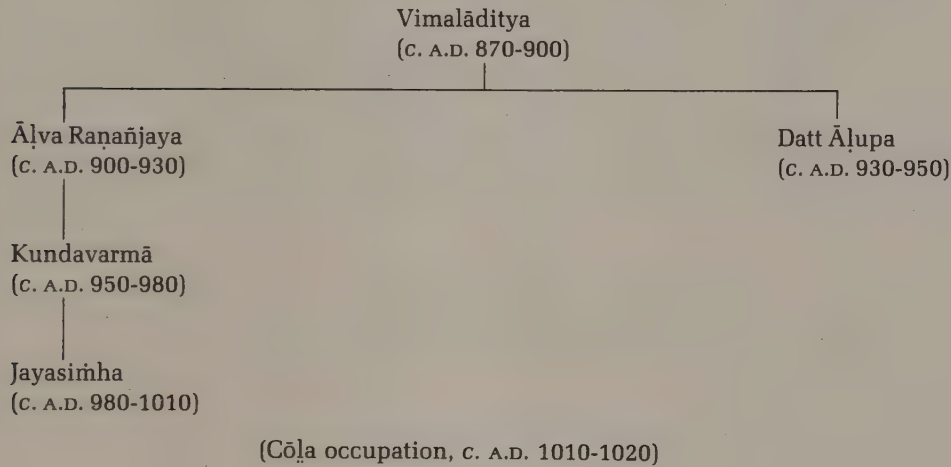 Vimalāditya
(C. A.D. 870-900)
Āḷva Raṇañjaya
(C. A.D. 900-930)
Datt Āḷupa
(C. A.D. 930-950)
Kundavarmā
(C. A.D. 950-980)
Jayasiṁha
(C. A.D. 980-1010)
(Cōḻa occupation, C. A.D. 1010-1020)